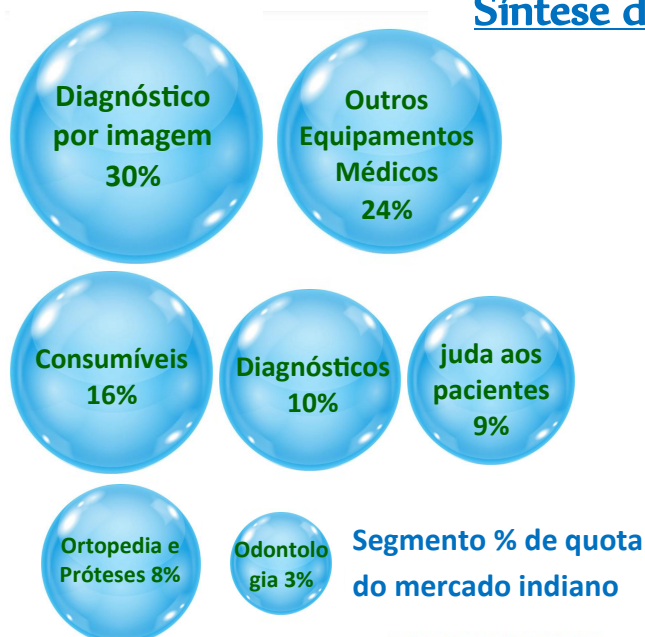 Síntese d
Diagnóstico
por imagem
30%
Outros
Equipamentos
Médicos
24%
Consumíveis
16%
Diagnósticos
10%
juda aos
pacientes
9%
Ortopedia e
Próteses 8%
Odontolo
gia 3%
Segmento % de quota
do mercado indiano